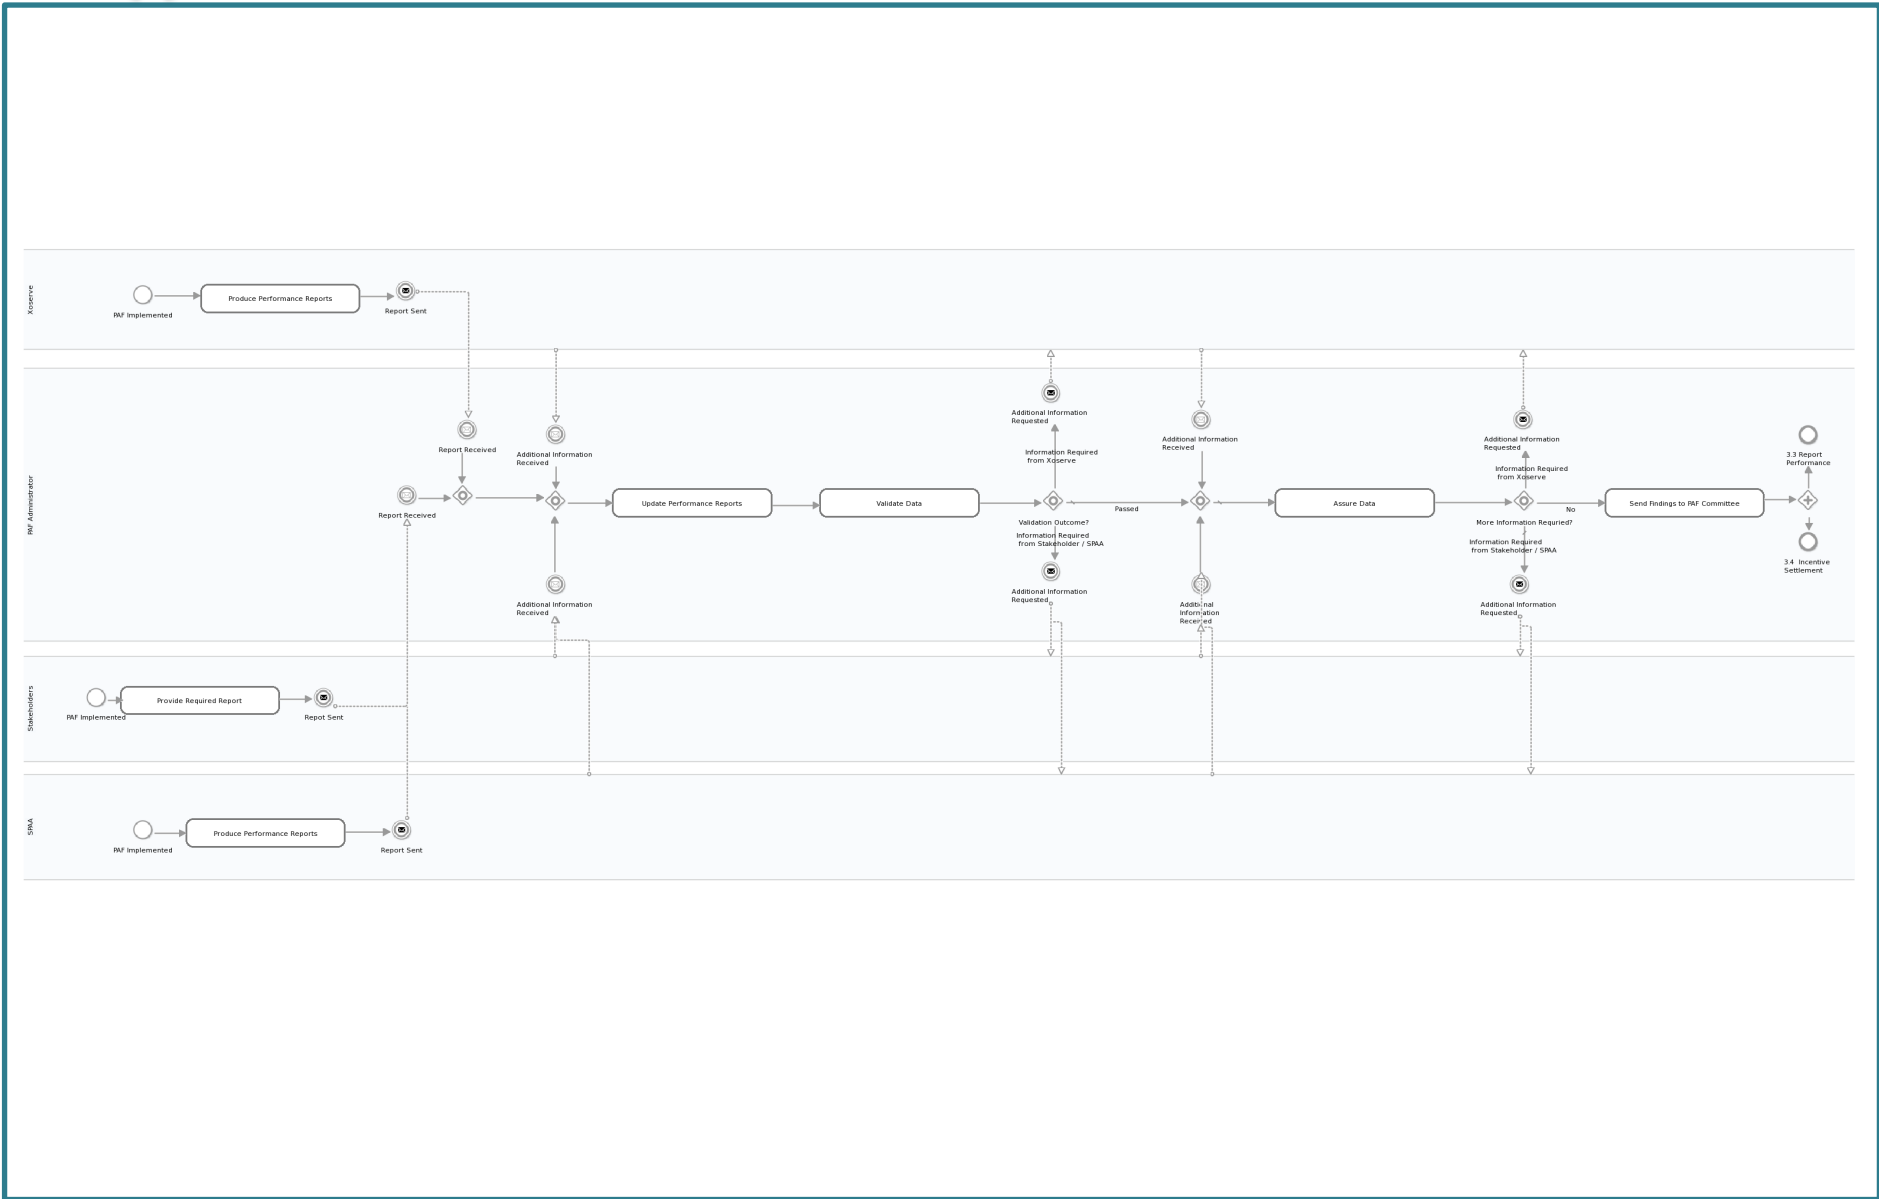 Xoserve
PAF Implemented
Produce Performance Reports
Report Sent
PAF Administrator
Report Received
Report Received
Additional Information
Received
Additional Information
Received
Update Performance Reports
Validate Data
Additional Information
Requested
Information Required
from Xoserve
Passed
Validation Outcome?
Information Required
from Stakeholder / SPAA
Additional Information
Requested
Additional Information
Received
Additional
Information
Received
Assure Data
Additional Information
Requested
Information Required
from Xoserve
No
More Information Requried?
Information Required
from Stakeholder / SPAA
Additional Information
Requested
Send Findings to PAF Committee
3.3 Report
Performance
3.4 Incentive
Settlement
Stakeholders
PAF Implemented
Provide Required Report
Repot Sent
SPAA
PAF Implemented
Produce Performance Reports
Report Sent